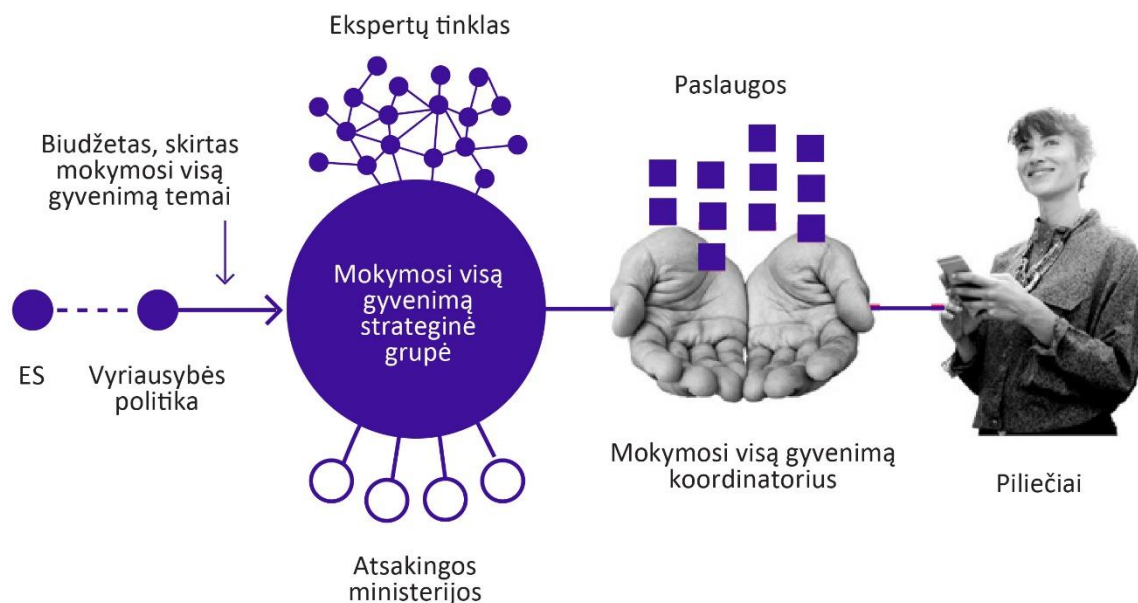 Ekspertų tinklas
Biudžetas, skirtas
mokymosi visą
gyvenimą temai
ES
Vyriausybės
politika
Mokymosi visą
gyvenimą
strateginė
grupė
Atsakingos
ministerijos
Paslaugos
Mokymosi visą gyvenimą
koordinatorius
Piliečiai